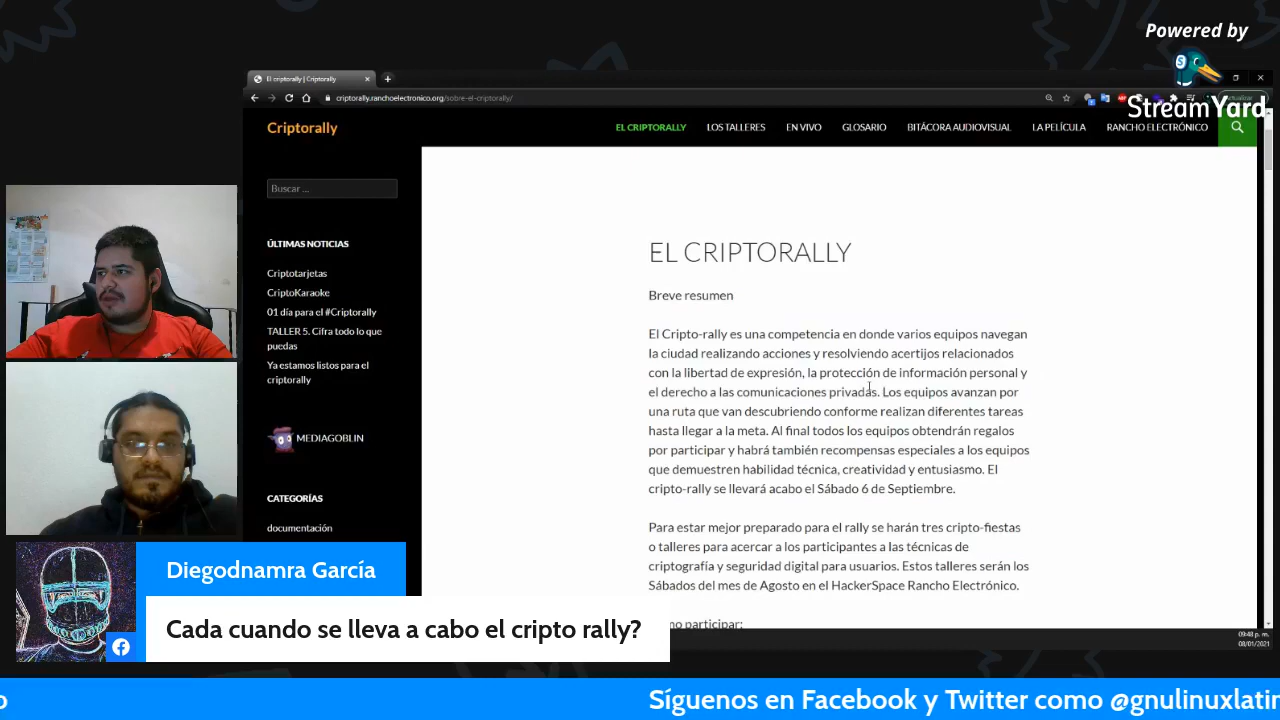 Powered by
StreamYard
El criptorally | Criptorally
criptorally.ranchoelectronico.org/sobre-el-criptorally/
Criptorally
EL CRIPTORALLY
LOS TALLERES
EN VIVO
GLOSARIO
BITÁCORA AUDIOVISUAL
LA PELÍCULA
RANCHO ELECTRÓNICO
Buscar ...
ÚLTIMAS NOTICIAS
Criptotarjetas
CriptoKaraoke
01 día para el #Criptorally
TALLER 5. Cifra todo lo que
puedas
Ya estamos listos para el
criptorally
MEDIAGOBLIN
CATEGORÍAS
documentación
EL CRIPTORALLY
Breve resumen
El Cripto-rally es una competencia en donde varios equipos navegan
la ciudad realizando acciones y resolviendo acertijos relacionados
con la libertad de expresión, la protección de información personal y
el derecho a las comunicaciones privadas. Los equipos avanzan por
una ruta que van descubriendo conforme realizan diferentes tareas
hasta llegar a la meta. Al final todos los equipos obtendrán regalos
por participar y habrá también recompensas especiales a los equipos
que demuestren habilidad técnica, creatividad y entusiasmo. El
cripto-rally se llevará acabo el Sábado 6 de Septiembre.
Para estar mejor preparado para el rally se harán tres cripto-fiestas
o talleres para acercar a los participantes a las técnicas de
criptografía y seguridad digital para usuarios. Estos talleres serán los
Sábados del mes de Agosto en el HackerSpace Rancho Electrónico.
mo participar:
09:48 p. m.
08/01/2021
Diegodnamra García
Cada cuando se lleva a cabo el cripto rally?
o
Síguenos en Facebook y Twitter como @gnulinuxlatin